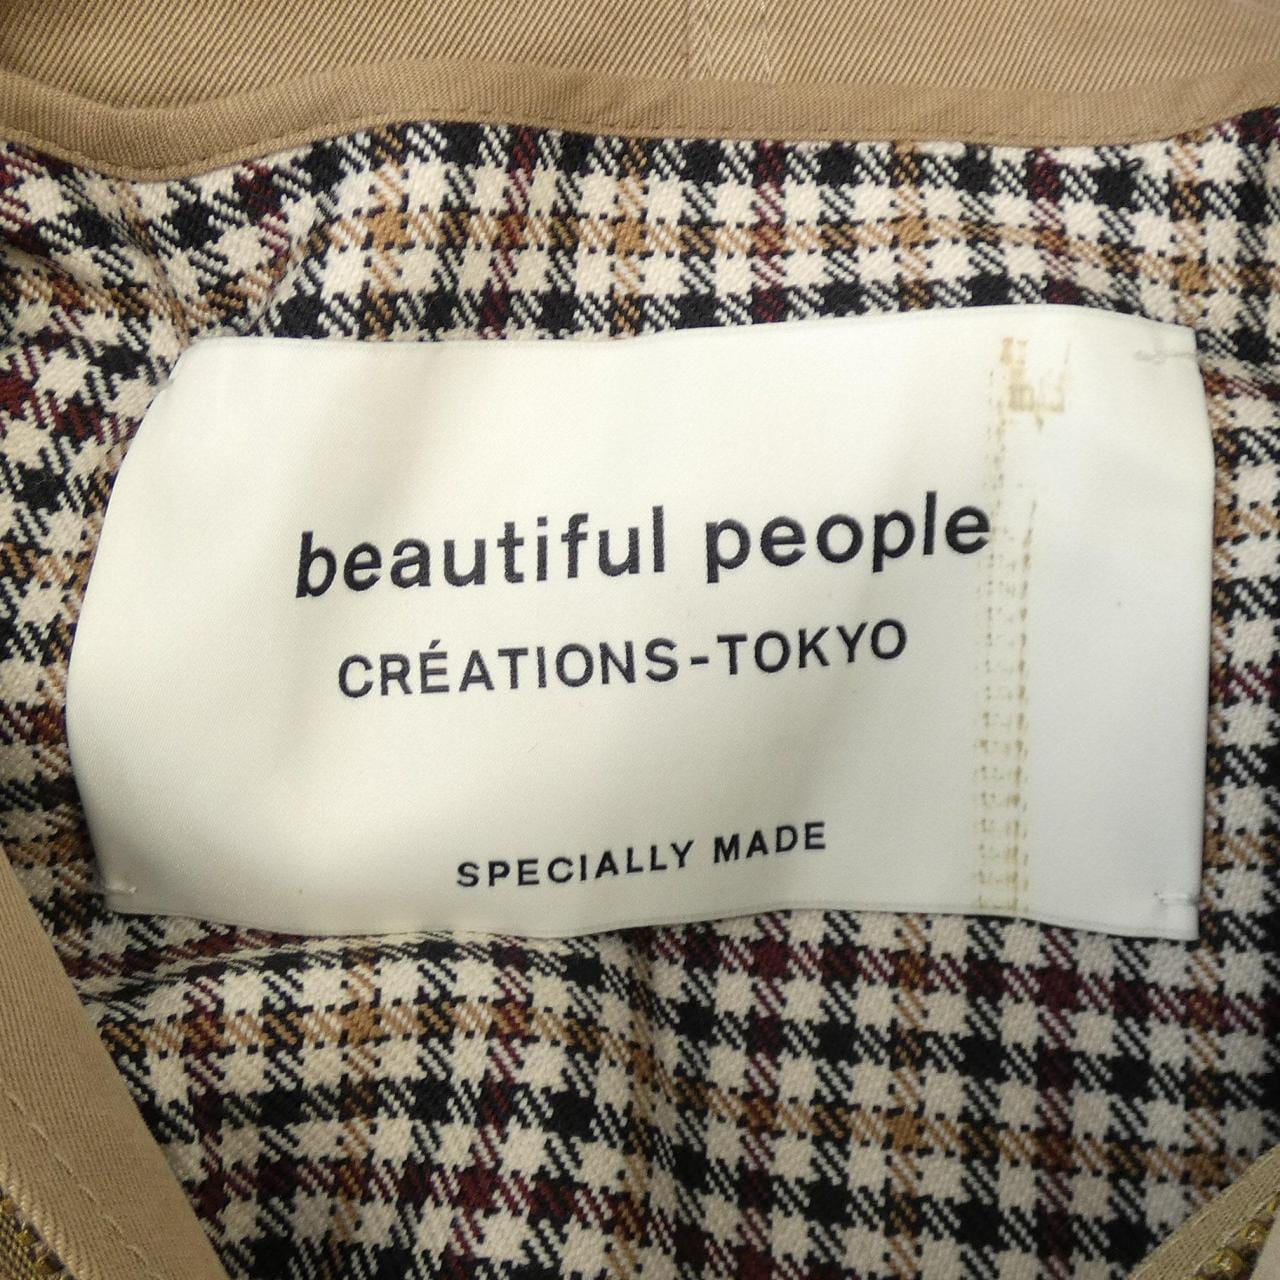 beautiful people
CRÉATIONS-TOKYO
SPECIALLY MADE